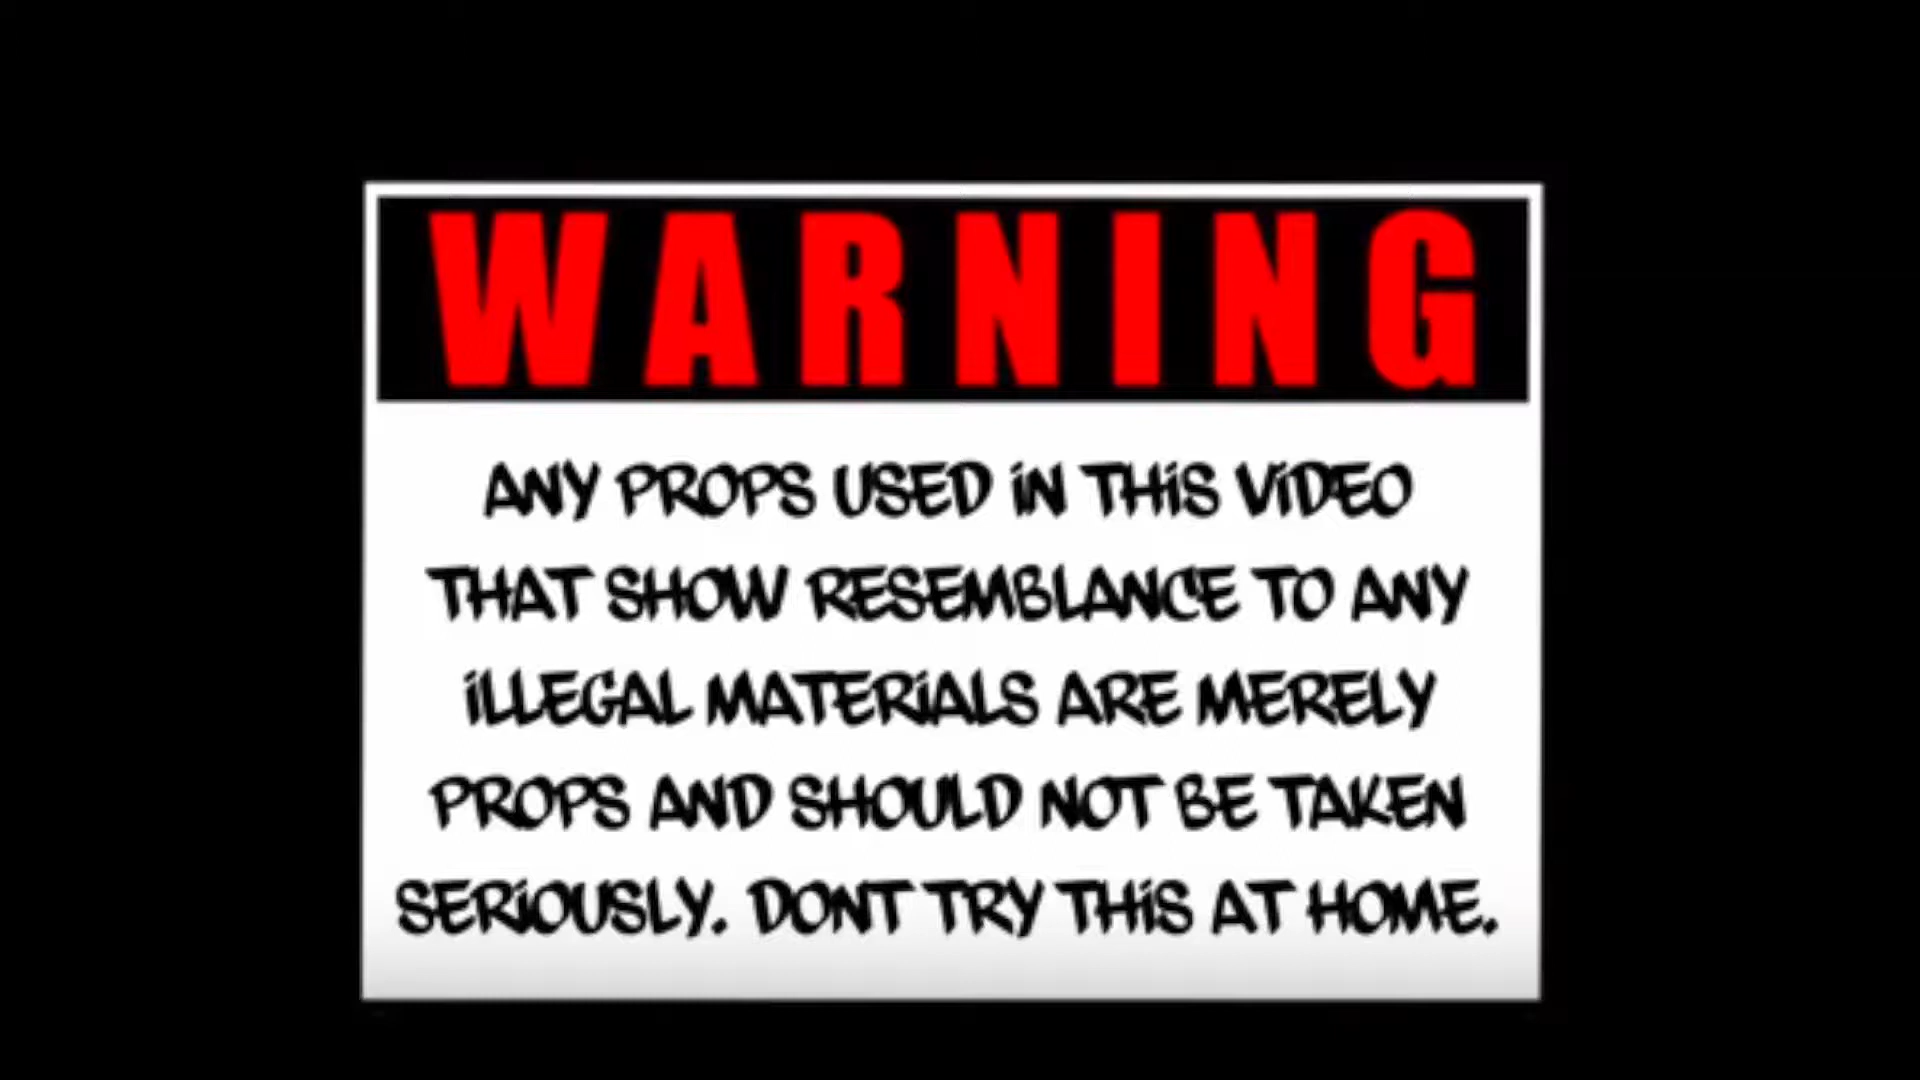 WARNING
ANY PROPS USED iN THiS ViDEO
THAT SHOW RESEMBLANCE TO ANY
iLLEGAL MATERiALS ARE MERELY
PROPS AND SHOULD NOT BE TAKEN
SERiOUSLY. DONT TRY THiS AT HOME.